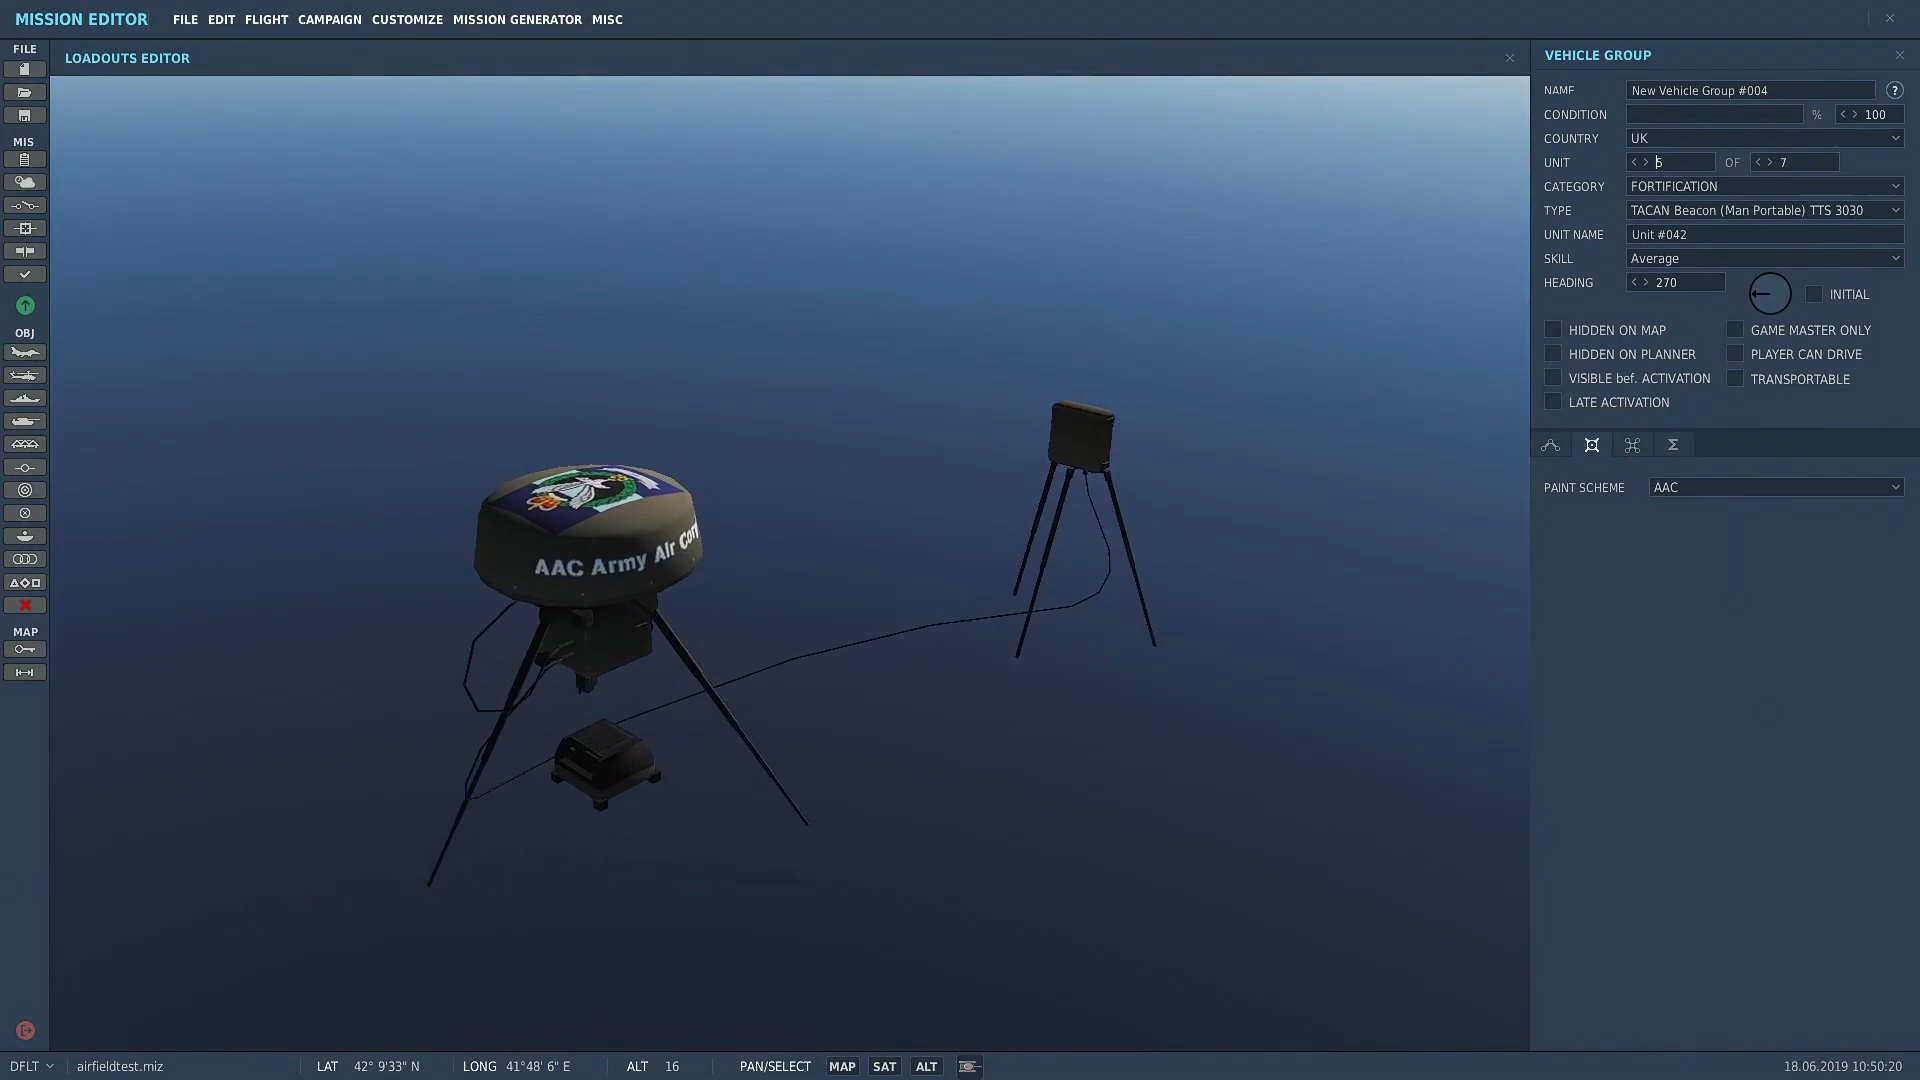 MISSION EDITOR
FILE EDIT FLIGHT CAMPAIGN CUSTOMIZE MISSION GENERATOR MISC
FILE
MIS
OBJ
MAP
LOADOUTS EDITOR
AAC Army Air Cor
VEHICLE GROUP
NAME New Vehicle Group #004 ?
CONDITION % < > 100
COUNTRY UK
UNIT < > 5 OF < > 7
CATEGORY FORTIFICATION
TYPE TACAN Beacon (Man Portable) TTS 3030
UNIT NAME Unit #042
SKILL Average
HEADING < > 270 INITIAL
HIDDEN ON MAP GAME MASTER ONLY
HIDDEN ON PLANNER PLAYER CAN DRIVE
VISIBLE bef. ACTIVATION TRANSPORTABLE
LATE ACTIVATION
Σ
PAINT SCHEME AAC
DFLT airfieldtest.miz LAT 42° 9'33" N LONG 41°48' 6" E ALT 16 PAN/SELECT MAP SAT ALT 18.06.2019 10:50:20